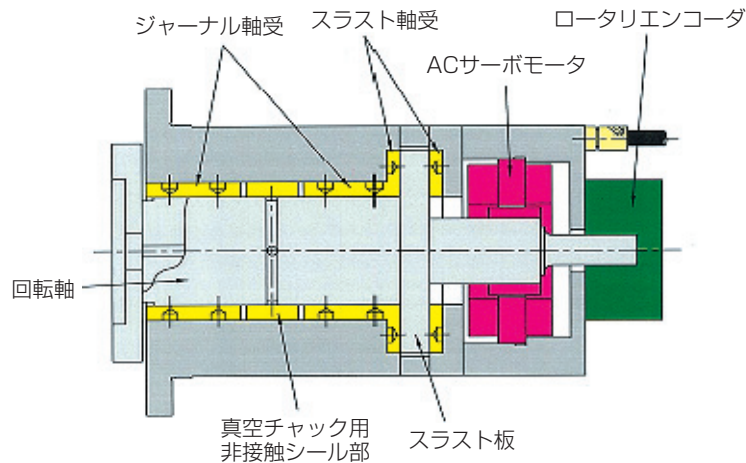 ロータリエンコーダ
ジャーナル軸受
スラスト軸受
ACサーボモータ
回転軸
真空チャック用
非接触シール部
スラスト板